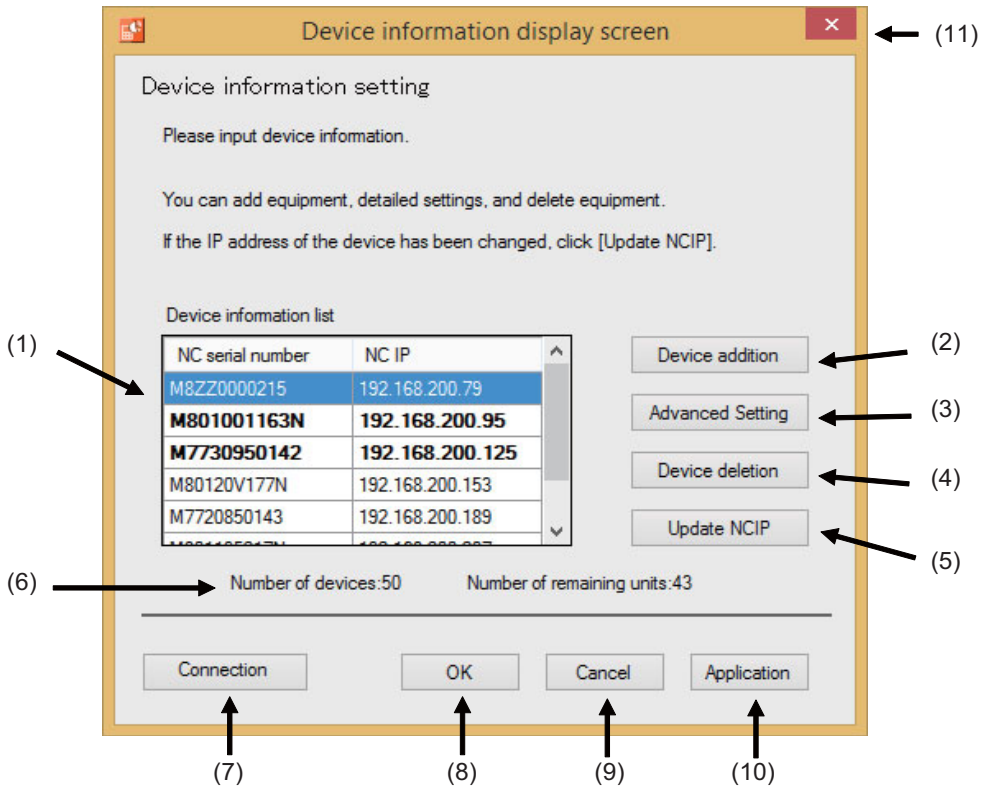 Device information display screen
(11)
Device information setting
Please input device information.
You can add equipment, detailed settings, and delete equipment.
If the IP address of the device has been changed, click [Update NCIP].
Device information list
(1)
NC serial number NC IP
M8ZZ0000215 192.168.200.79
M801001163N 192.168.200.95
M7730950142 192.168.200.125
M80120V177N 192.168.200.153
M7720850143 192.168.200.189
Device addition
(2)
Advanced Setting
(3)
Device deletion
(4)
Update NCIP
(5)
(6)
Number of devices:50 Number of remaining units:43
Connection OK Cancel Application
(7) (8) (9) (10)